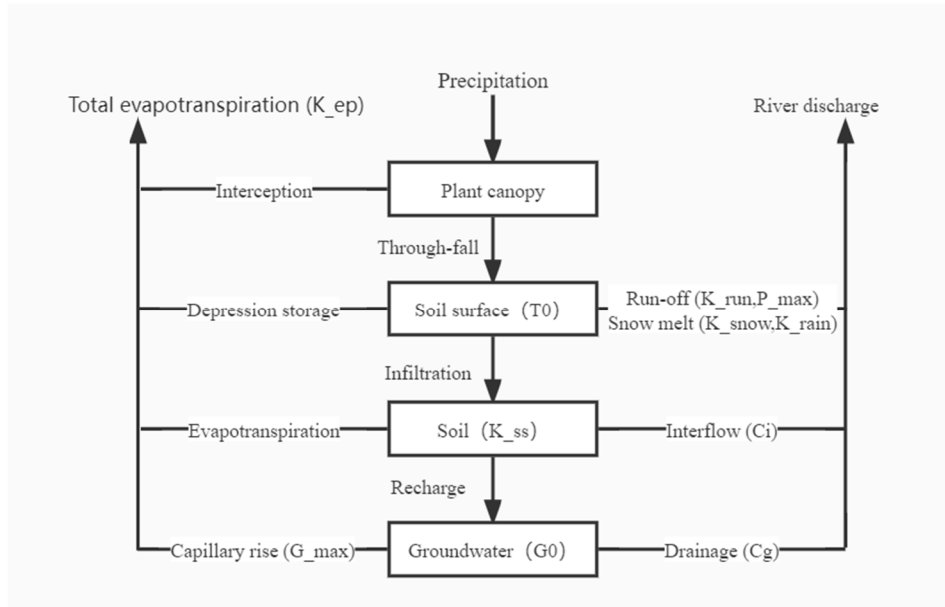 Precipitation
Total evapotranspiration (K_ep)
River discharge
Interception
Plant canopy
Through-fall
Depression storage
Soil surface（T0）
Run-off (K_run,P_max)
Snow melt (K_snow,K_rain)
Infiltration
Evapotranspiration
Soil（K_ss）
Interflow (Ci)
Recharge
Capillary rise (G_max)
Groundwater（G0）
Drainage (Cg)